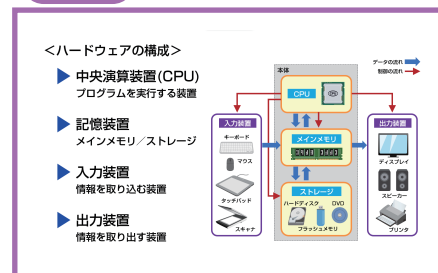 ＜ハードウェアの構成＞
中央演算装置(CPU)
プログラムを実行する装置
記憶装置
メインメモリ／ストレージ
入力装置
情報を取り込む装置
出力装置
情報を取り出す装置
データの流れ
制御の流れ
本体
CPU
入力装置
キーボード
マウス
タッチパッド
スキャナ
メインメモリ
ストレージ
ハードディスク DVD
フラッシュメモリ
出力装置
ディスプレイ
スピーカー
プリンタ